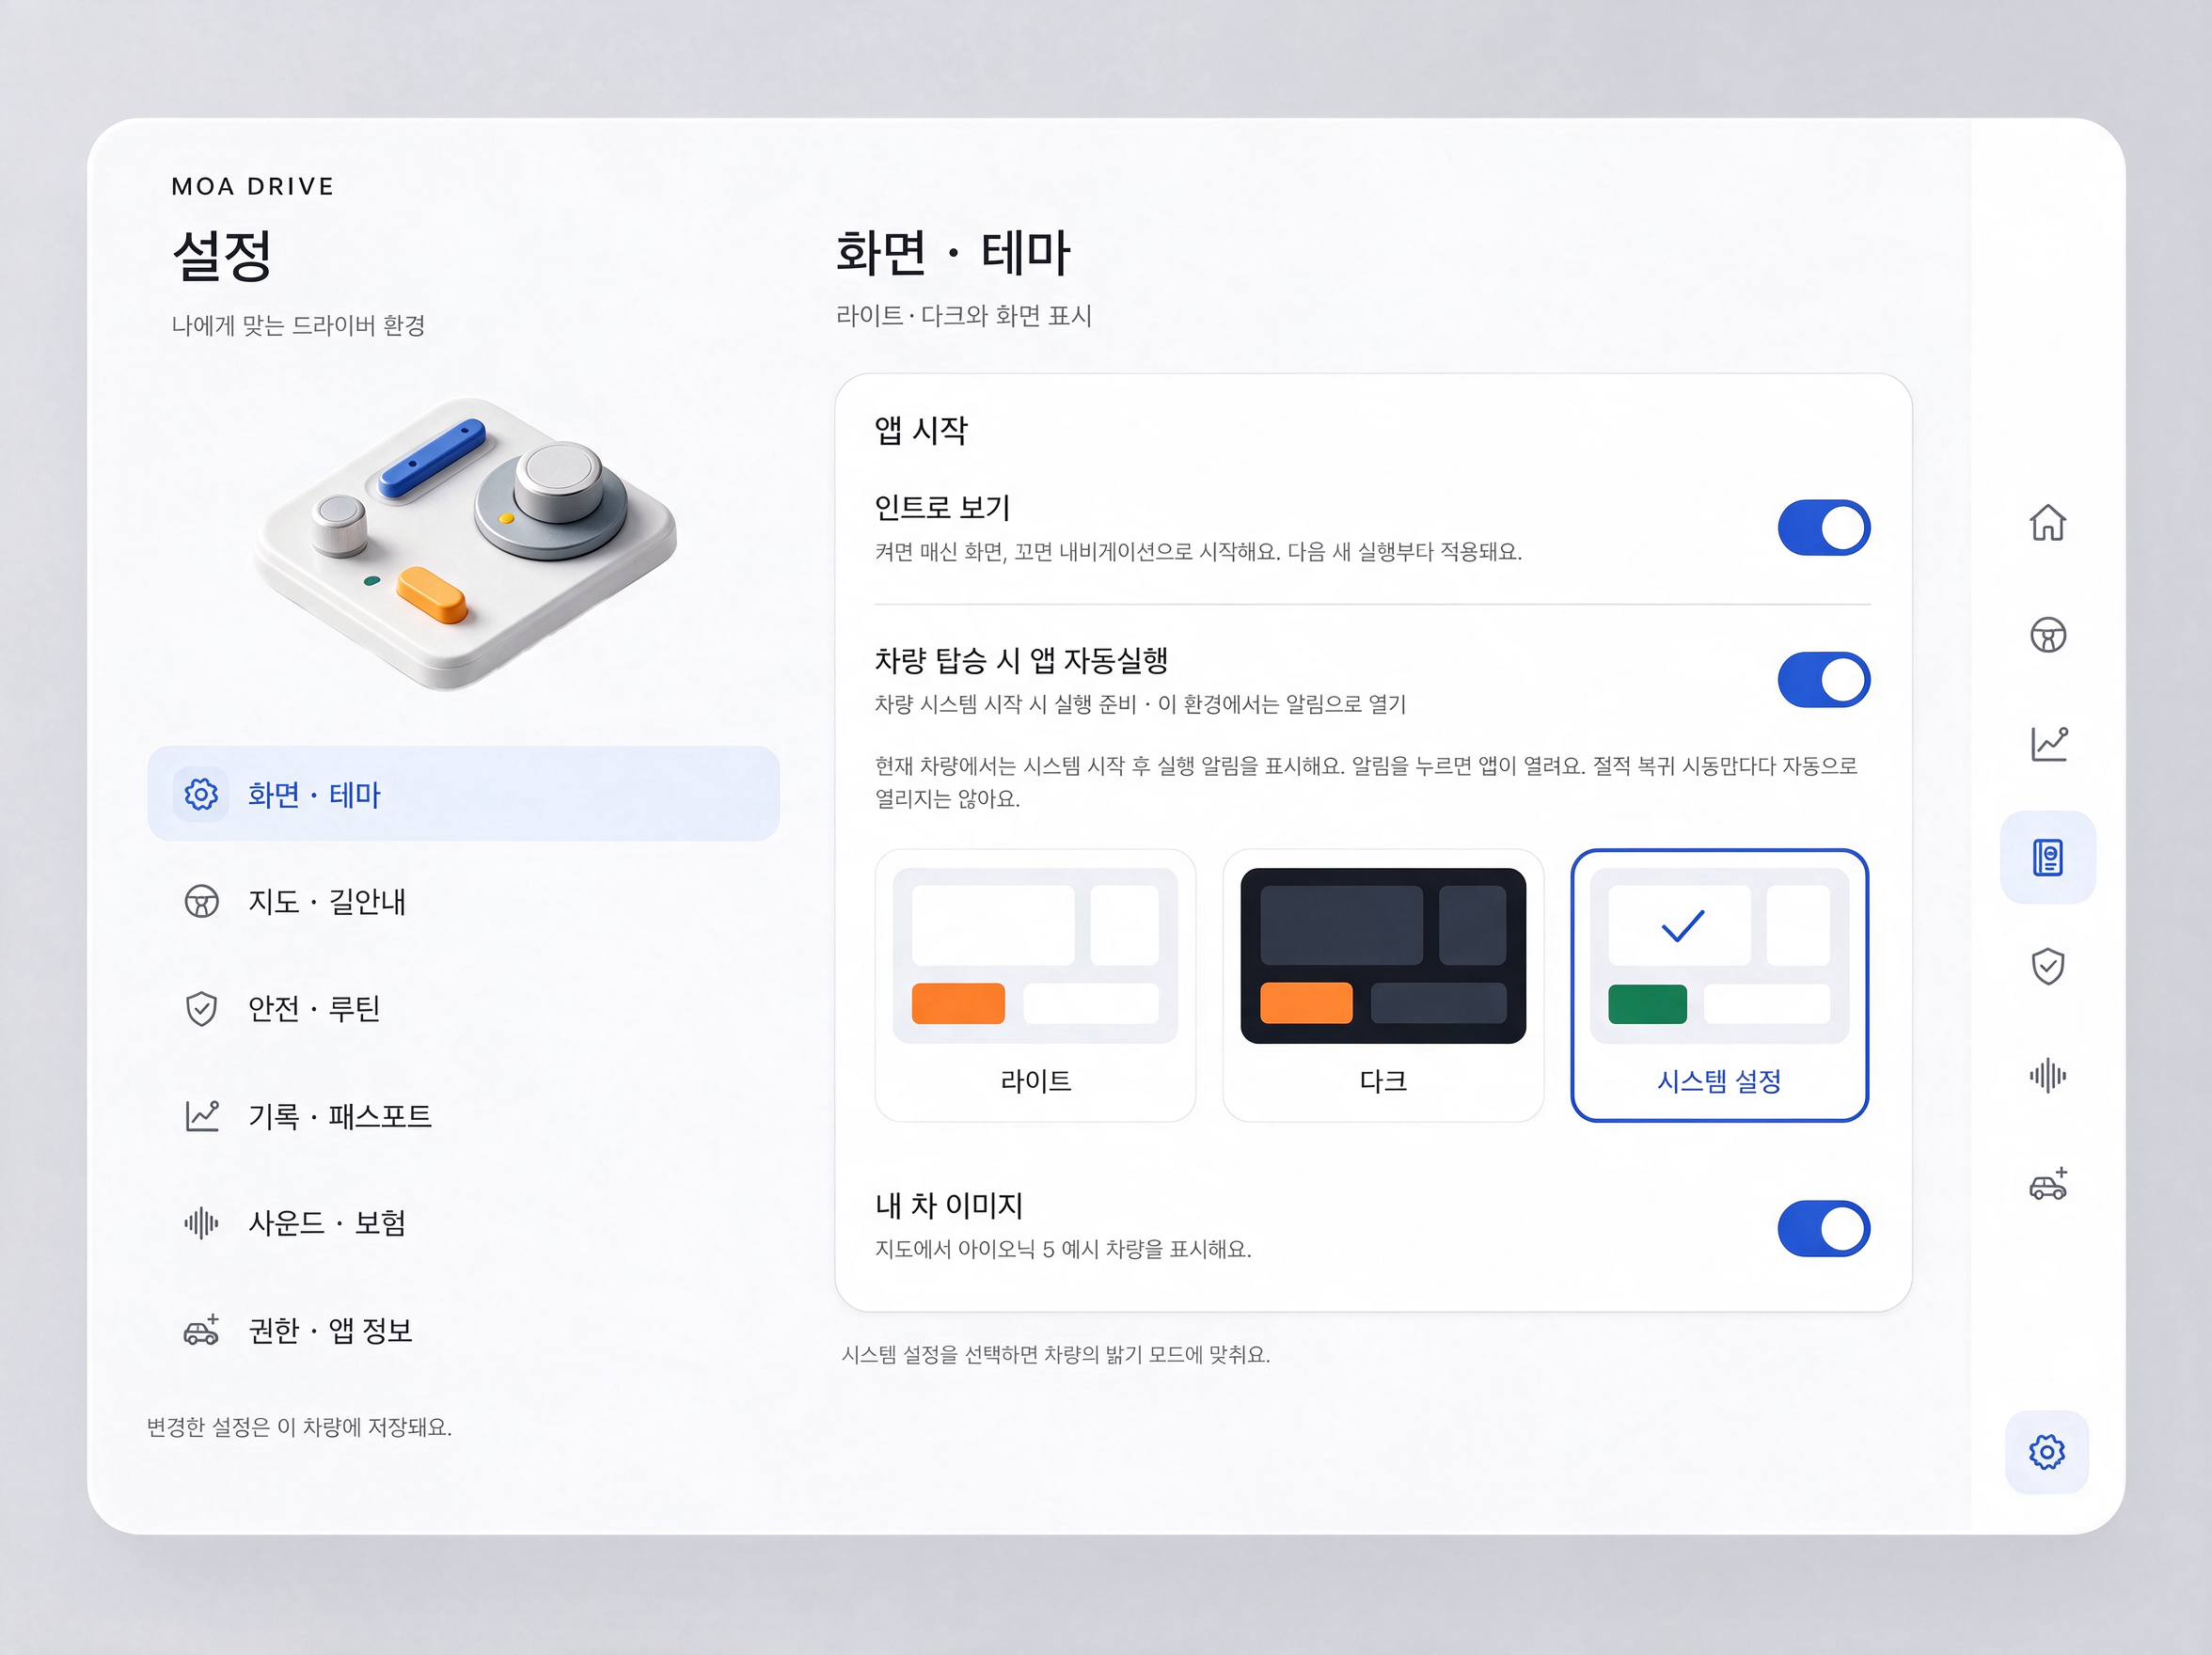 MOA DRIVE
설정
나에게 맞는 드라이버 환경
화면 · 테마
지도 · 길안내
안전 · 루틴
기록 · 패스포트
사운드 · 보험
권한 · 앱 정보
변경한 설정은 이 차량에 저장돼요.
화면 · 테마
라이트 · 다크와 화면 표시
앱 시작
인트로 보기
켜면 매신 화면, 꼬면 내비게이션으로 시작해요. 다음 새 실행부타 적용돼요.
차량 탑승 시 앱 자동실행
차량 시스템 시작 시 실행 준비 · 이 환경에서는 알림으로 열기
현재 차량에서는 시스템 시작 후 실행 알림을 표시해요. 알림을 누르면 앱이 열려요. 절적 복귀 시동만다다 자동으로
열리지는 않아요.
라이트
다크
시스템 설정
내 차 이미지
지도에서 아이오닉 5 예시 차량을 표시해요.
시스템 설정을 선택하면 차량의 밝기 모드에 맞춰요.